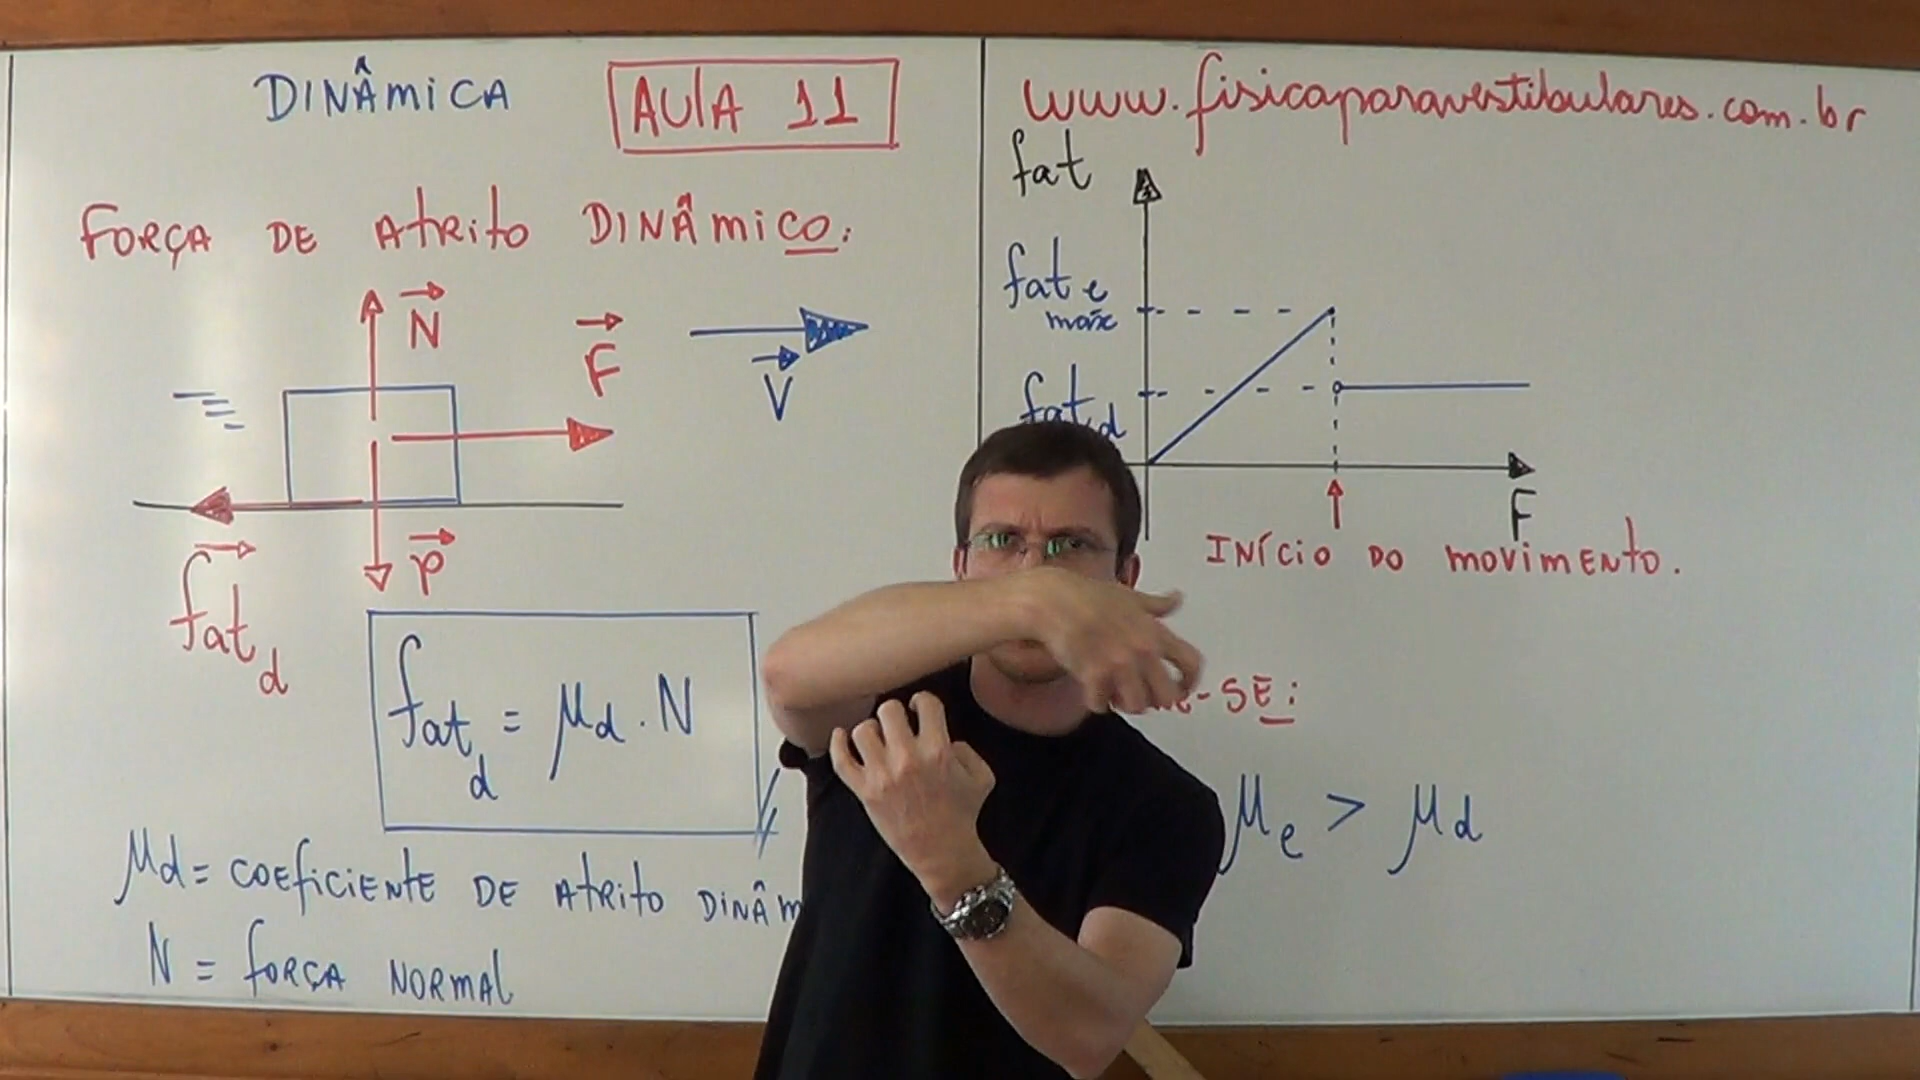 DINÂMICA
AULA 11
FORÇA DE ATRITO DINÂMICO:
N
F
V
fat d
P
fat d = μd . N
μd = COEFICIENTE DE ATRITO DINÂM
N = FORÇA NORMAL
www.fisicaparavestibulares.com.br
fat
fat e máx
fat d
F
INÍCIO DO MOVIMENTO.
-SE:
μe > μd